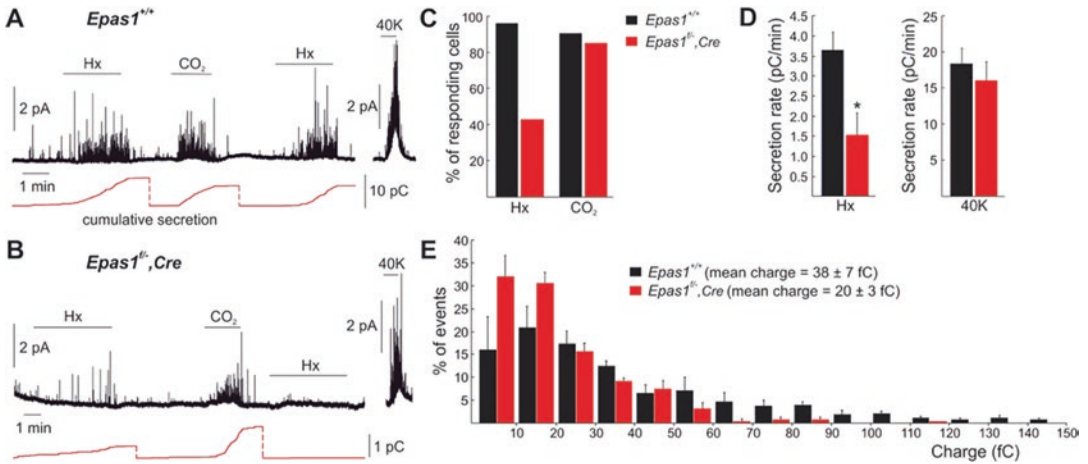 A
Epas1+/+
Hx
CO2
Hx
40K
2 pA
2 pA
1 min
10 pC
cumulative secretion
B
Epas1f/-,Cre
Hx
CO2
Hx
40K
2 pA
2 pA
1 min
1 pC
C
% of responding cells
100
80
60
40
20
Hx
CO2
Epas1+/+
Epas1f/-,Cre
D
Secretion rate (pC/min)
4.5
4.0
3.5
3.0
2.5
2.0
1.5
1.0
0.5
*
Hx
Secretion rate (pC/min)
25
20
15
10
5
40K
E
% of events
40
35
30
25
20
15
10
5
Epas1+/+ (mean charge = 38 ± 7 fC)
Epas1f/-,Cre (mean charge = 20 ± 3 fC)
10 20 30 40 50 60 70 80 90 100 110 120 130 140 150
Charge (fC)